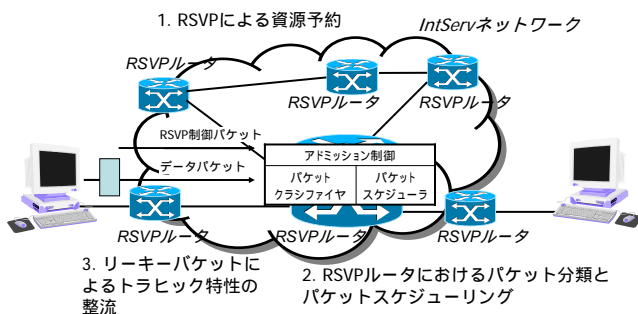 1. RSVPによる資源予約
IntServネットワーク
RSVPルータ
RSVPルータ
RSVPルータ
RSVP制御パケット
アドミッション制御
データパケット
パケット
クラシファイヤ
パケット
スケジューラ
RSVPルータ
RSVPルータ
RSVPルータ
3. リーキーバケットに
よるトラヒック特性の
整流
2. RSVPルータにおけるパケット分類と
パケットスケジューリング